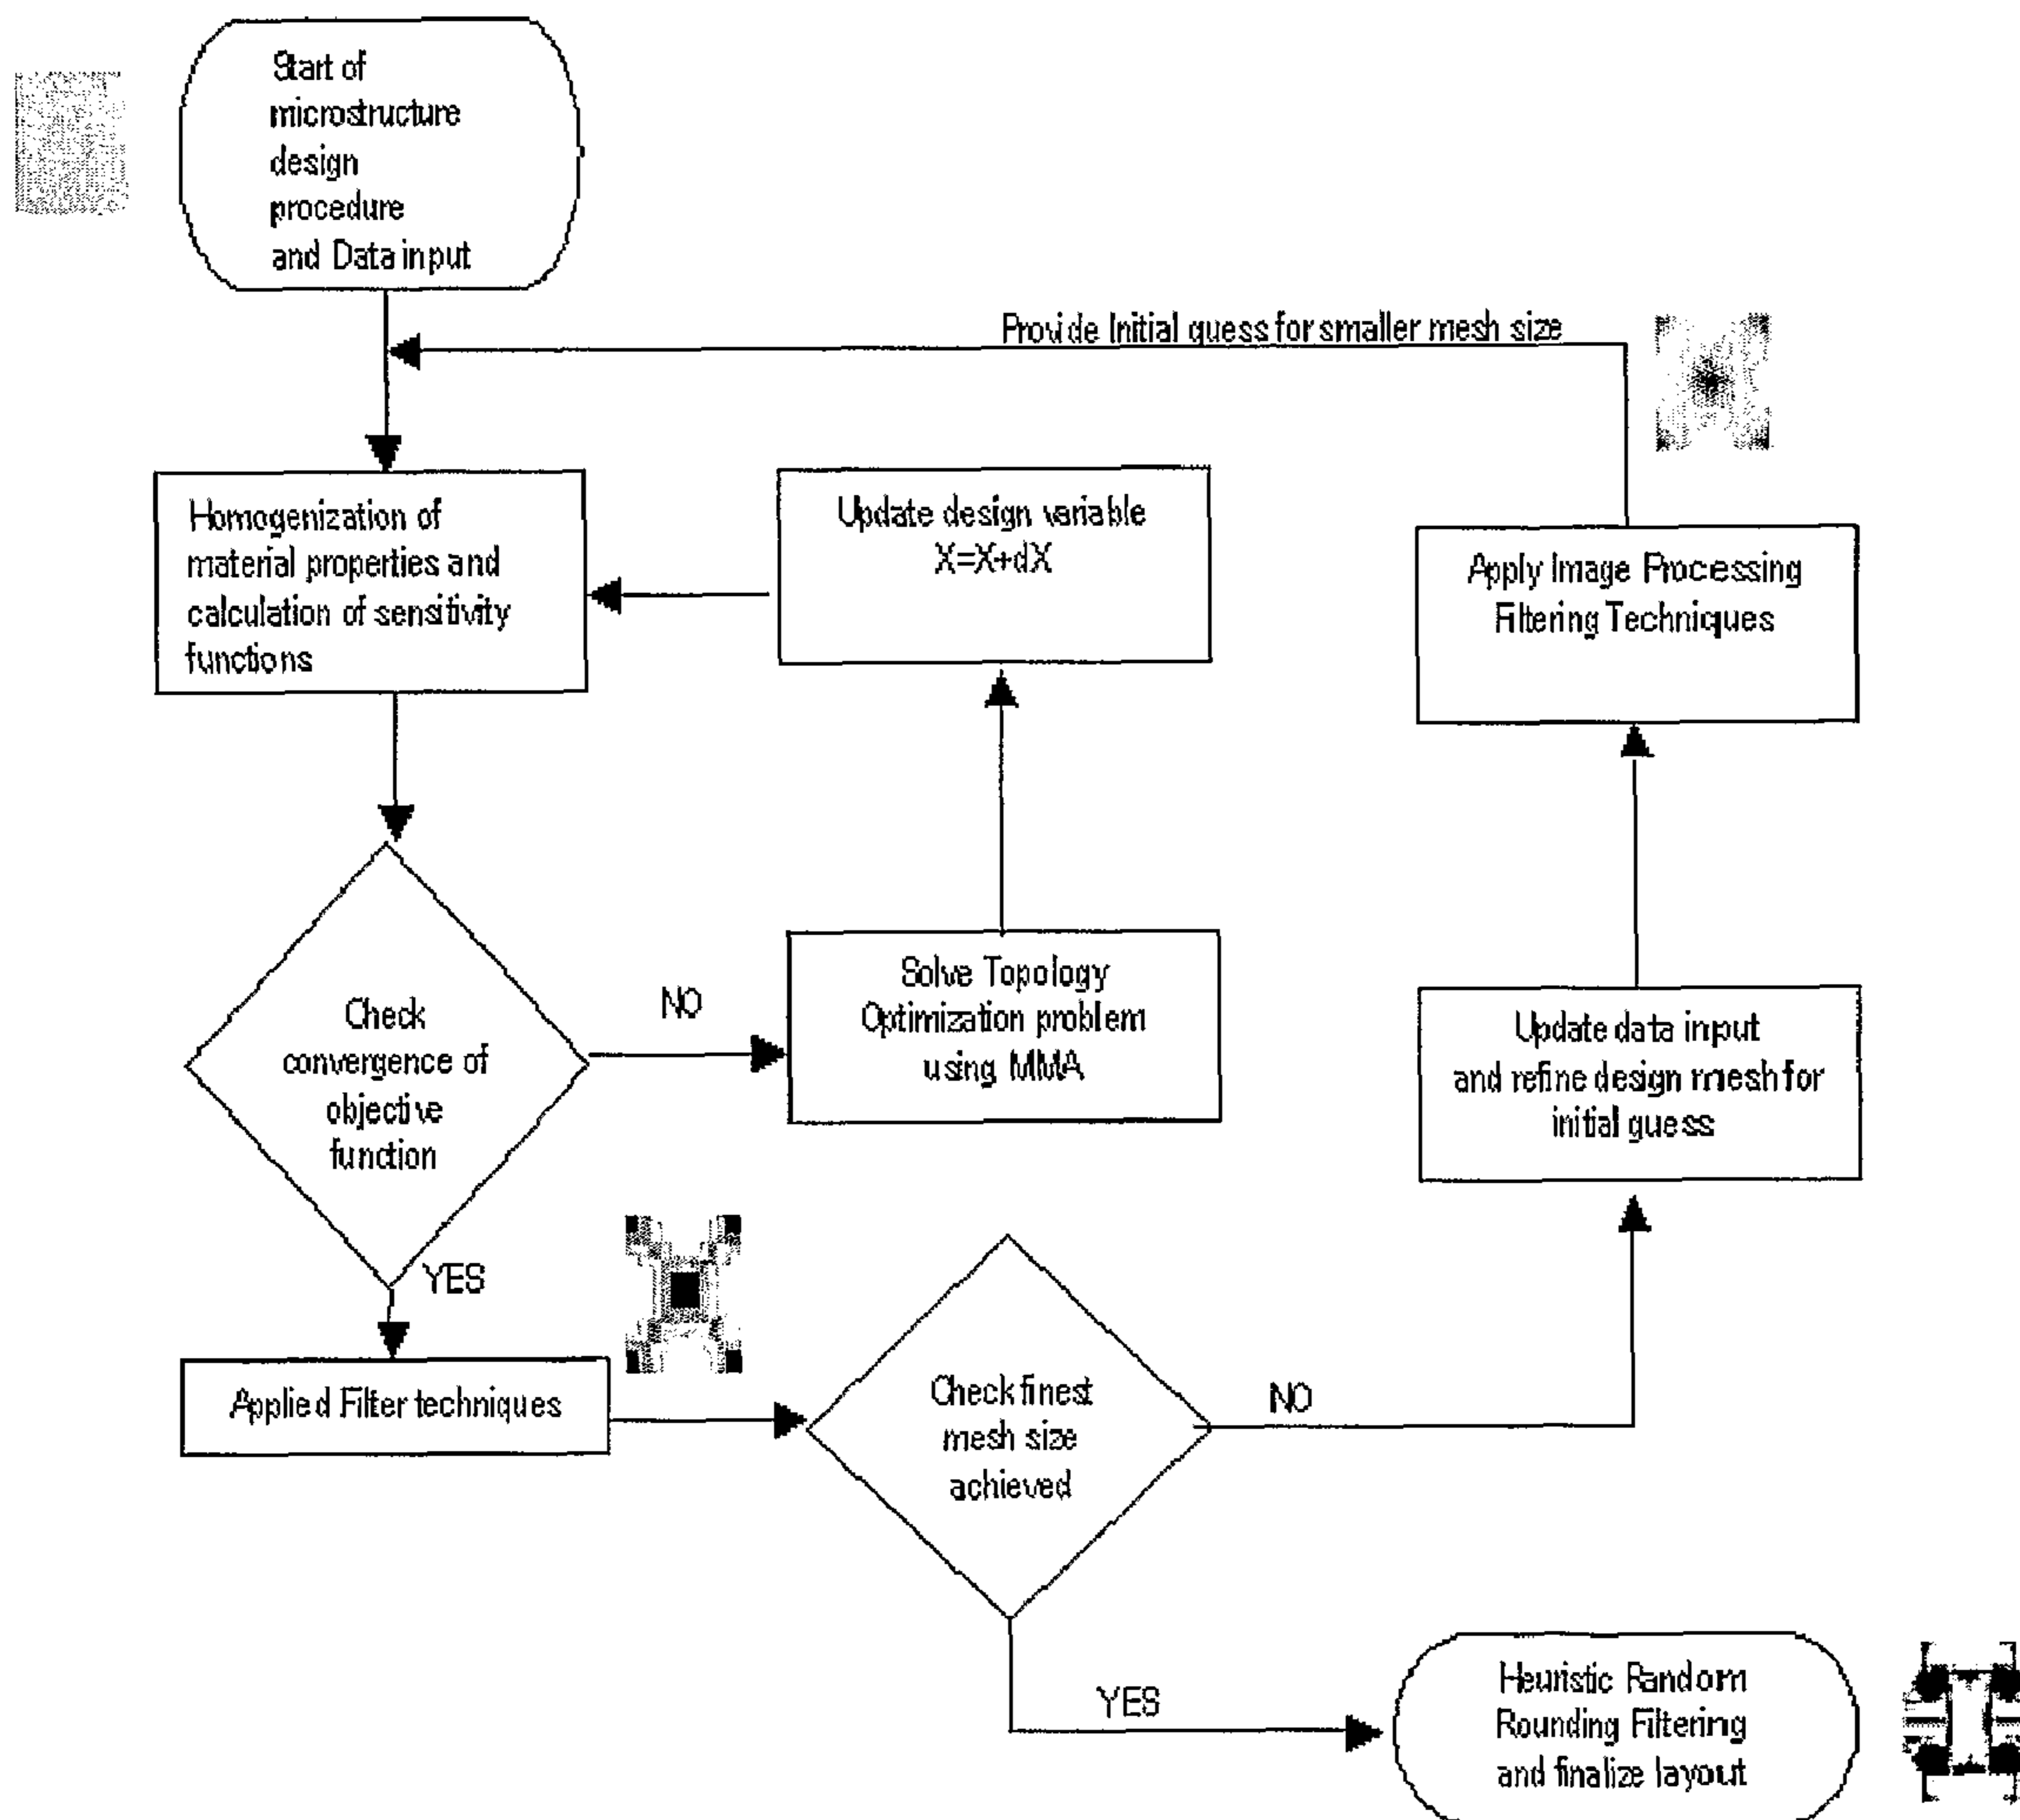 Start of
microstructure
design
procedure
and Data input
Provide Initial guess for smaller mesh size
Homogenization of
material properties and
calculation of sensitivity
functions
Update design variable
X=X+dX
Apply Image Processing
Filtering Techniques
Check
convergence of
objective
function
NO
Solve Topology
Optimization problem
using MMA
Update data input
and refine design mesh for
initial guess
YES
Applied Filter techniques
Check finest
mesh size
achieved
NO
YES
Heuristic Random
Rounding Filtering
and finalize layout